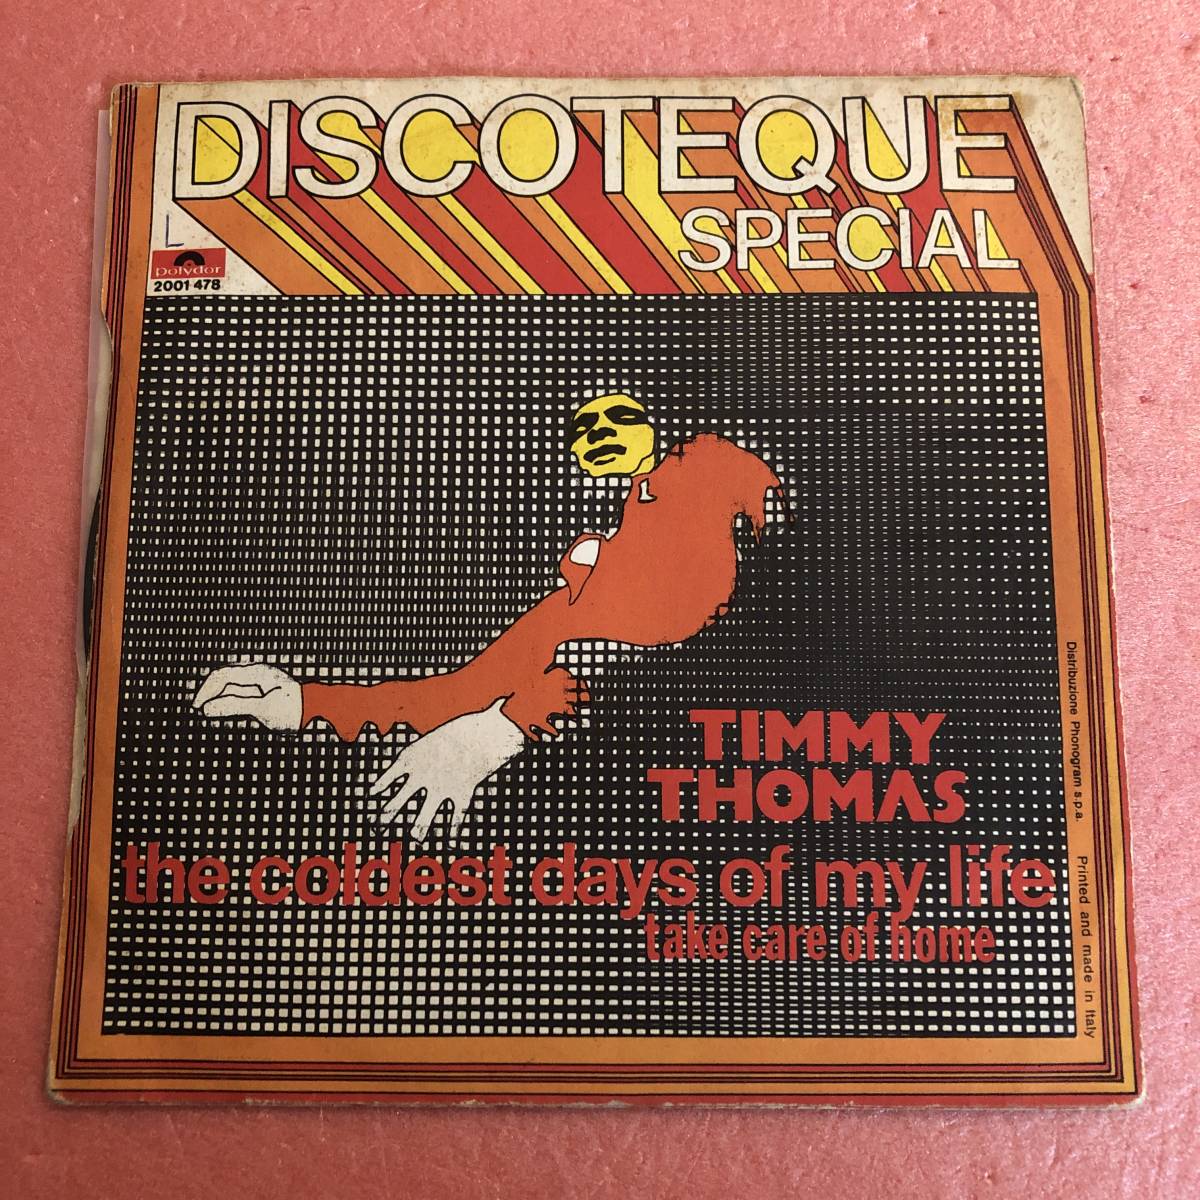 DISCOTEQUE
SPECIAL
polydor
2001 478
TIMMY
THOMAS
the coldest days of my life
take care of home
Distribuzione Phonogram s.p.a.
Printed and made in Italy